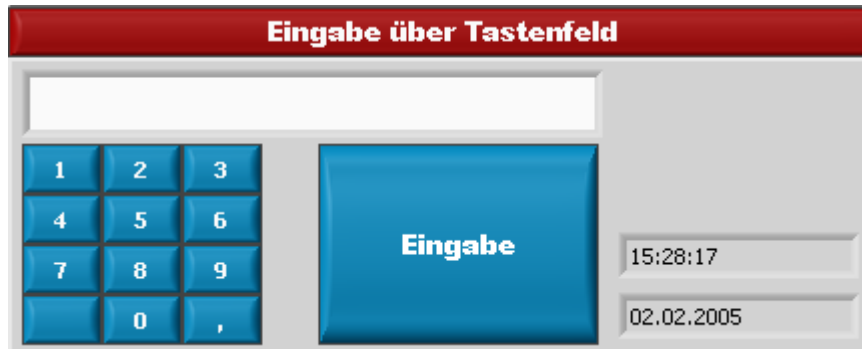 Eingabe über Tastenfeld
1 2 3
4 5 6
7 8 9
0 ,
Eingabe
15:28:17
02.02.2005